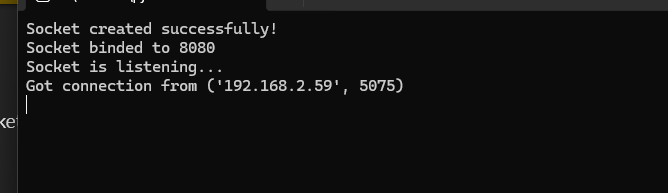 Socket created successfully!
Socket binded to 8080
Socket is listening...
Got connection from ('192.168.2.59', 5075)